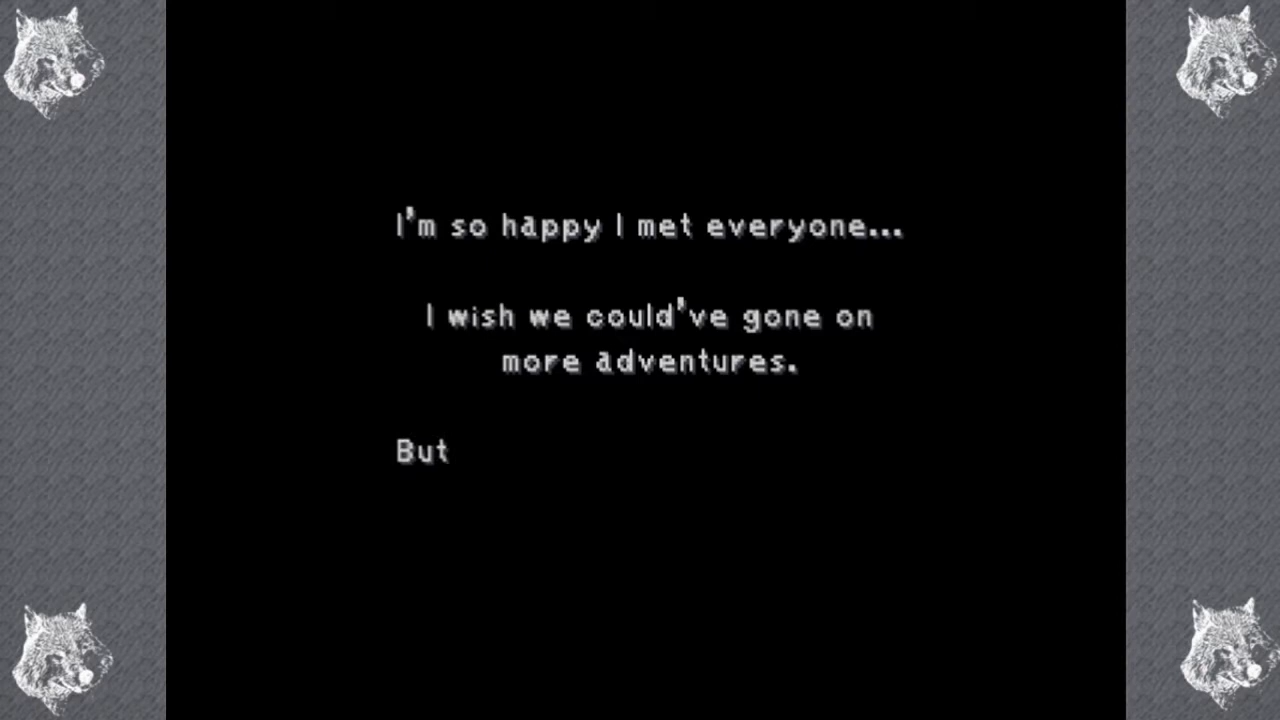 I'm so happy I met everyone...
I wish we could've gone on
more adventures.
But